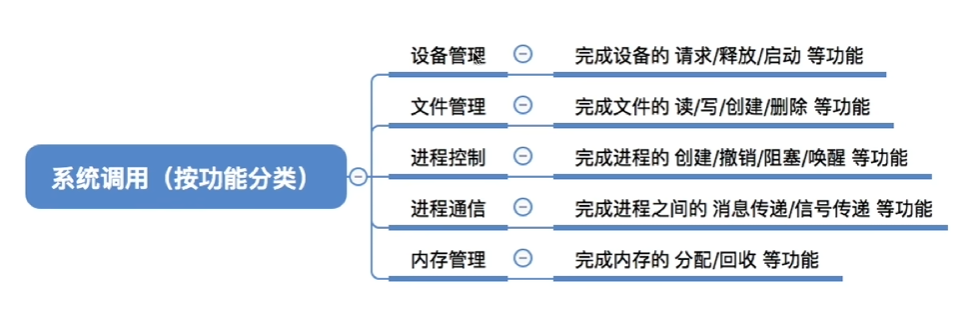 系统调用（按功能分类）
设备管理
完成设备的 请求/释放/启动 等功能
文件管理
完成文件的 读/写/创建/删除 等功能
进程控制
完成进程的 创建/撤销/阻塞/唤醒 等功能
进程通信
完成进程之间的 消息传递/信号传递 等功能
内存管理
完成内存的 分配/回收 等功能